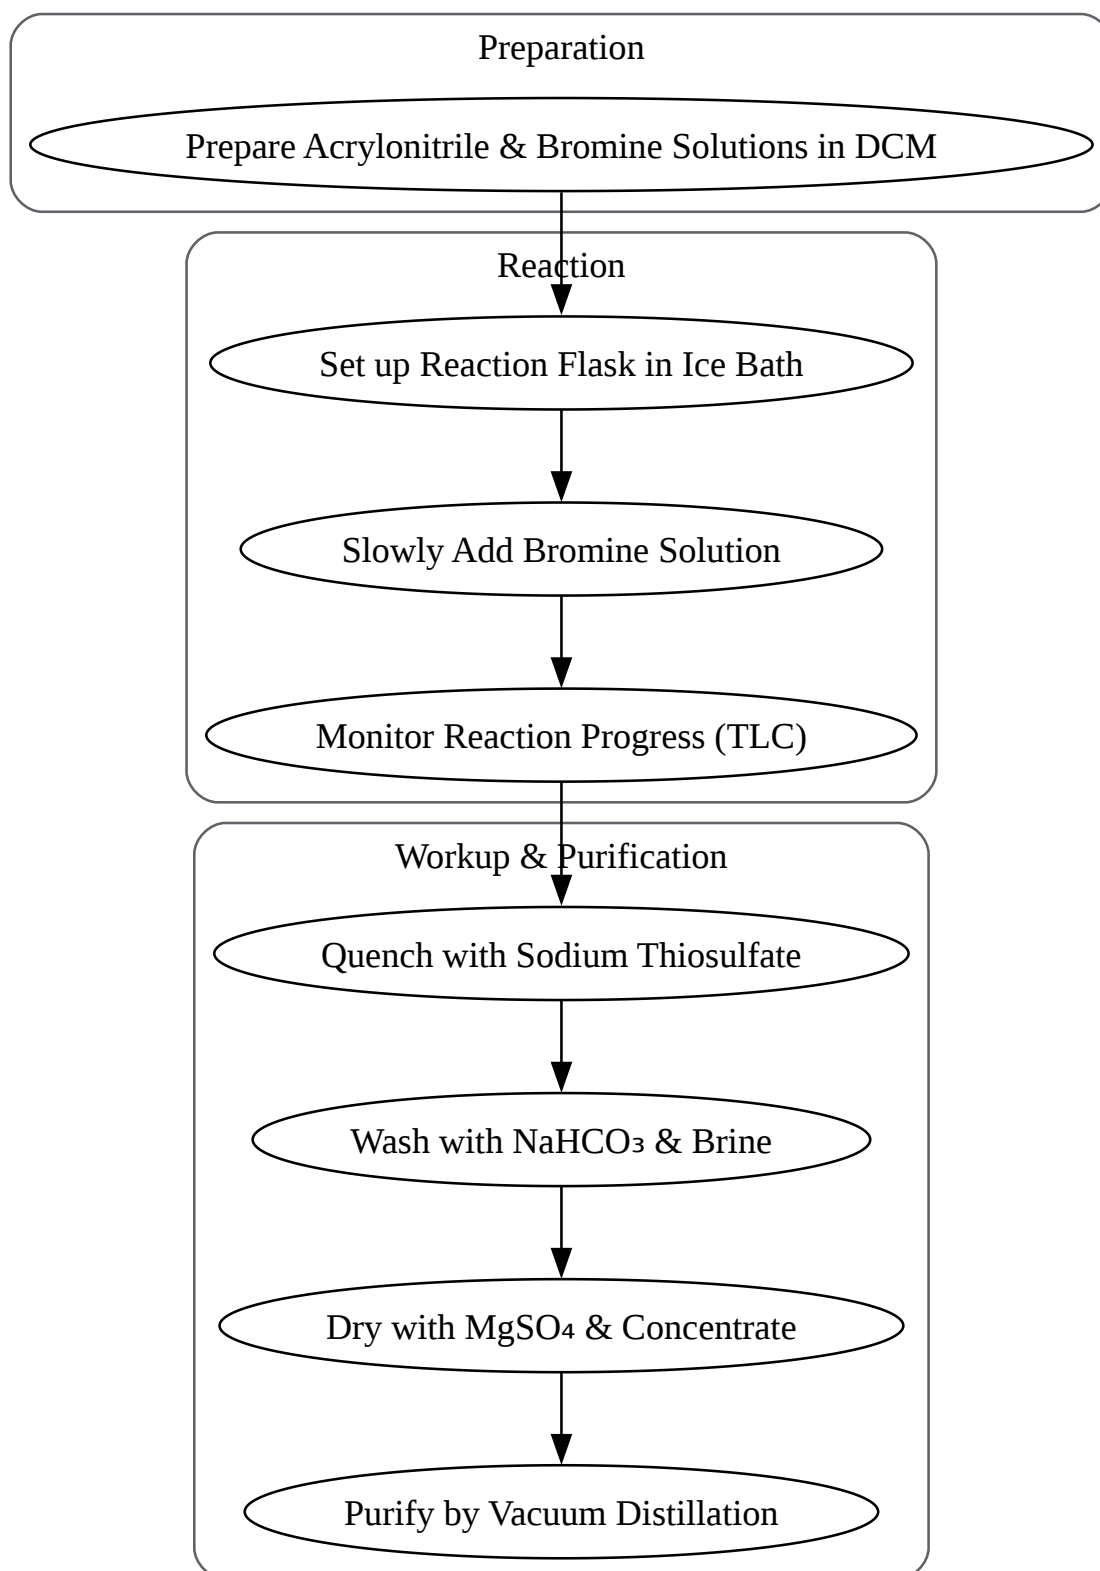 Preparation
Prepare Acrylonitrile & Bromine Solutions in DCM
Reaction
Set up Reaction Flask in Ice Bath
Slowly Add Bromine Solution
Monitor Reaction Progress (TLC)
Workup & Purification
Quench with Sodium Thiosulfate
Wash with NaHCO₃ & Brine
Dry with MgSO₄ & Concentrate
Purify by Vacuum Distillation